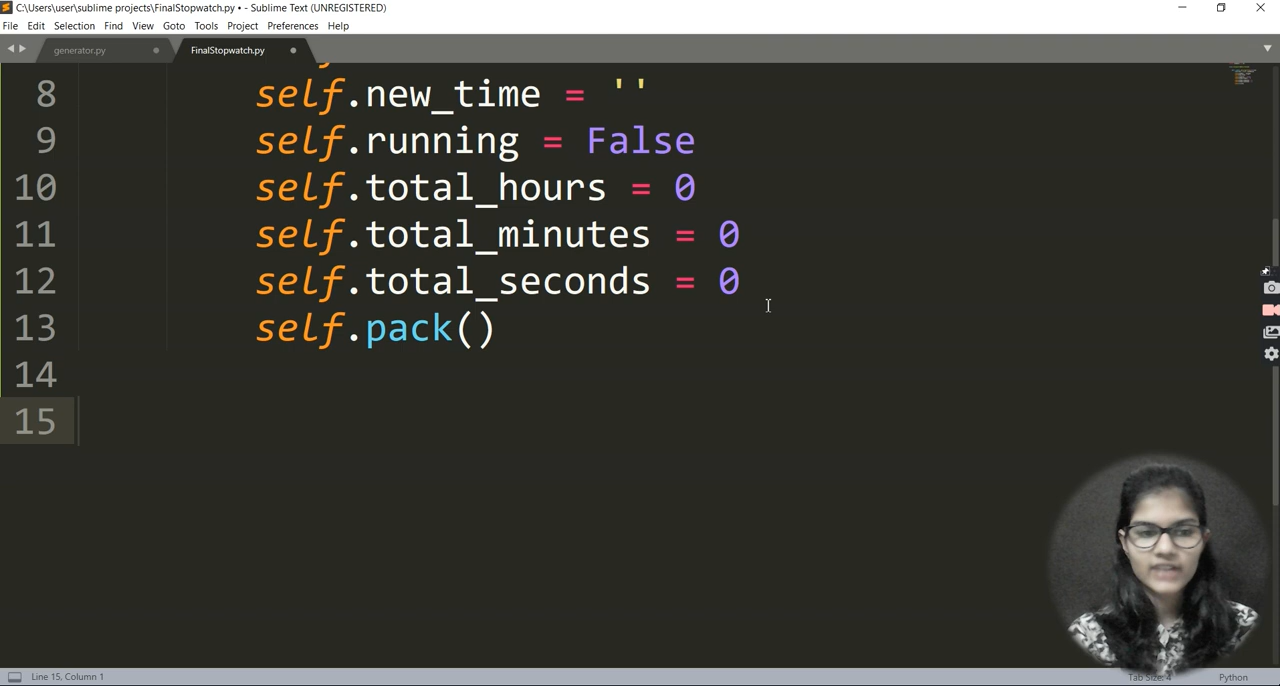 C:\Users\user\sublime projects\FinalStopwatch.py • - Sublime Text (UNREGISTERED)
File Edit Selection Find View Goto Tools Project Preferences Help
generator.py FinalStopwatch.py
8 self.new_time = ''
9 self.running = False
10 self.total_hours = 0
11 self.total_minutes = 0
12 self.total_seconds = 0
13 self.pack()
14
15
Line 15, Column 1 Tab Size: 4 Python